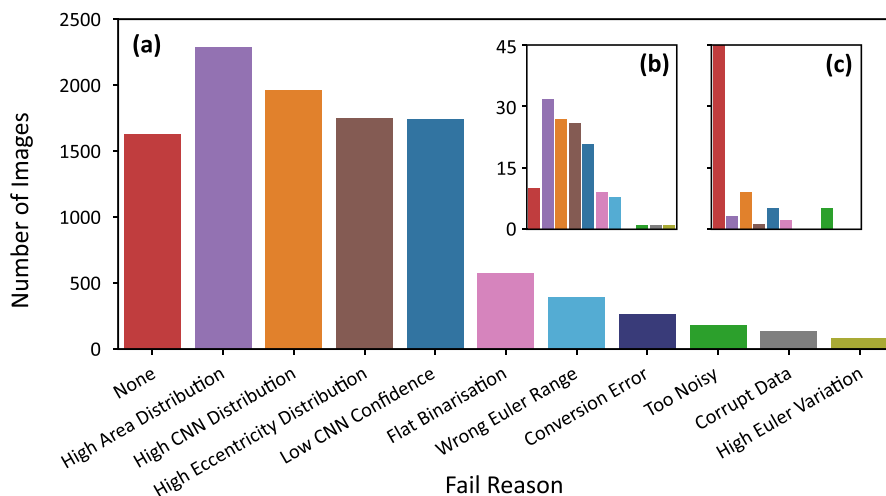 Number of Images
2500
2000
1500
1000
500
0
(a)
45
30
15
0
(b)
(c)
None
High Area Distribution
High CNN Distribution
High Eccentricity Distribution
Low CNN Confidence
Flat Binarisation
Wrong Euler Range
Conversion Error
Too Noisy
Corrupt Data
High Euler Variation
Fail Reason